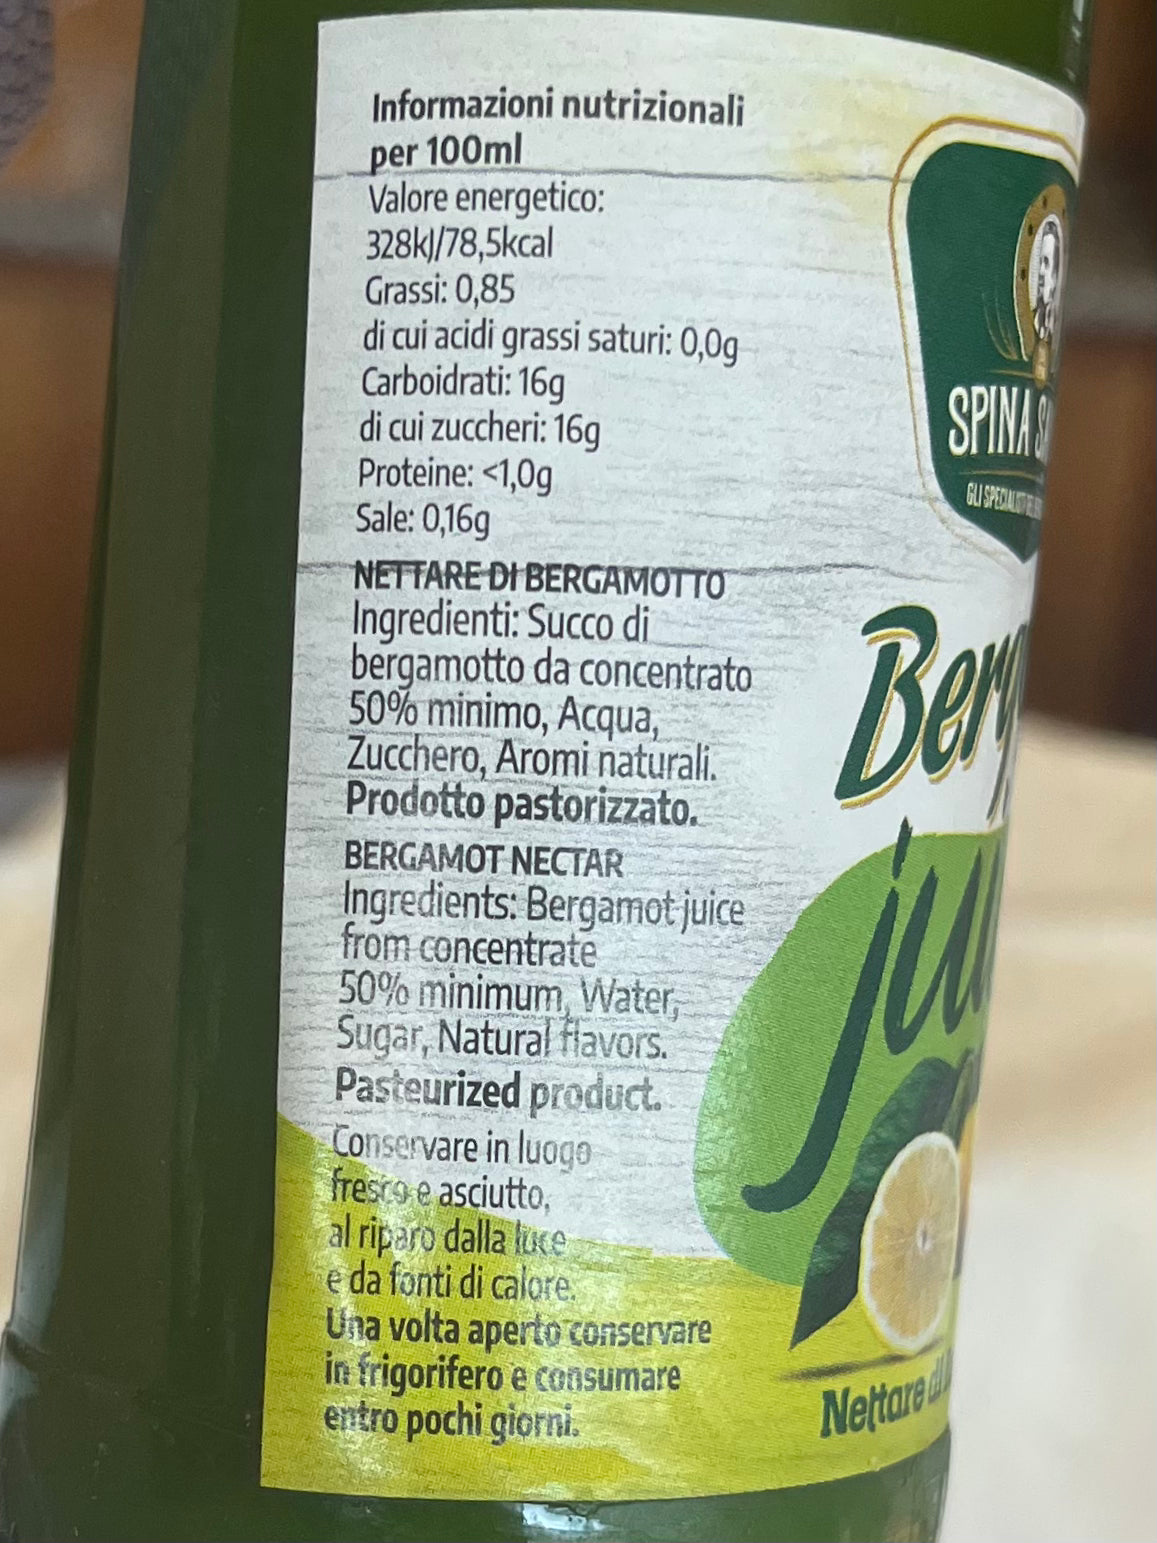 Informazioni nutrizionali
per 100ml
Valore energetico:
328kJ/78,5kcal
Grassi: 0,85
di cui acidi grassi saturi: 0,0g
Carboidrati: 16g
di cui zuccheri: 16g
Proteine: <1,0g
Sale: 0,16g
NETTARE DI BERGAMOTTO
Ingredienti: Succo di
bergamotto da concentrato
50% minimo, Acqua,
Zucchero, Aromi naturali.
Prodotto pastorizzato.
BERGAMOT NECTAR
Ingredients: Bergamot juice
from concentrate
50% minimum, Water,
Sugar, Natural flavors.
Pasteurized product.
Conservare in luogo
fresco e asciutto,
al riparo dalla luce
e da fonti di calore.
Una volta aperto conservare
in frigorifero e consumare
entro pochi giorni.
SPINA
GLI SPECIALISTI
Nettare